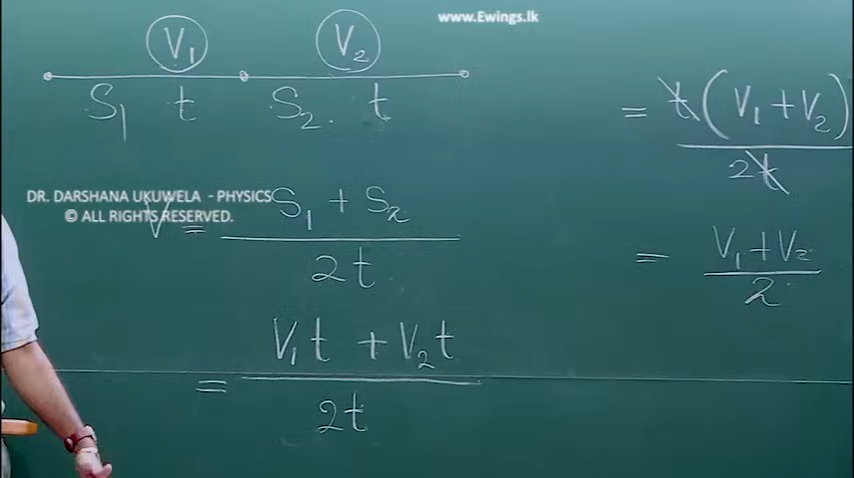 www.Ewings.lk
V₁ V₂
S₁ t S₂ t
DR. DARSHANA UKUWELA - PHYSICS
© ALL RIGHTS RESERVED.
V = S₁ + S₂
2t
= V₁t + V₂t
2t
= t(V₁+V₂)
2t
= V₁+V₂
2